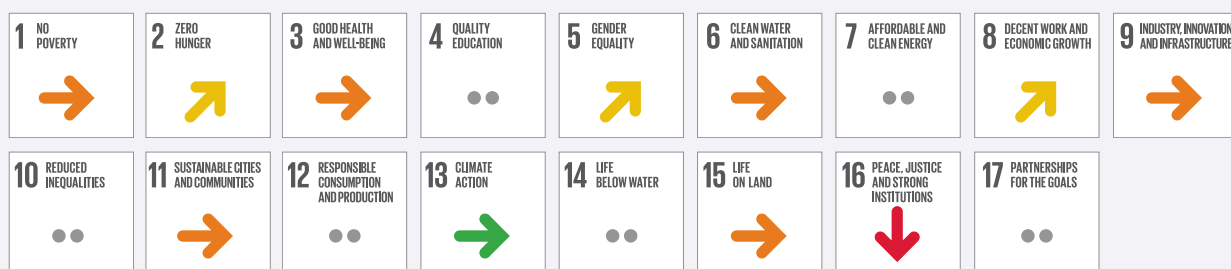 1 NO POVERTY
2 ZERO HUNGER
3 GOOD HEALTH AND WELL-BEING
4 QUALITY EDUCATION
5 GENDER EQUALITY
6 CLEAN WATER AND SANITATION
7 AFFORDABLE AND CLEAN ENERGY
8 DECENT WORK AND ECONOMIC GROWTH
9 INDUSTRY, INNOVATION AND INFRASTRUCTURE
10 REDUCED INEQUALITIES
11 SUSTAINABLE CITIES AND COMMUNITIES
12 RESPONSIBLE CONSUMPTION AND PRODUCTION
13 CLIMATE ACTION
14 LIFE BELOW WATER
15 LIFE ON LAND
16 PEACE, JUSTICE AND STRONG INSTITUTIONS
17 PARTNERSHIPS FOR THE GOALS